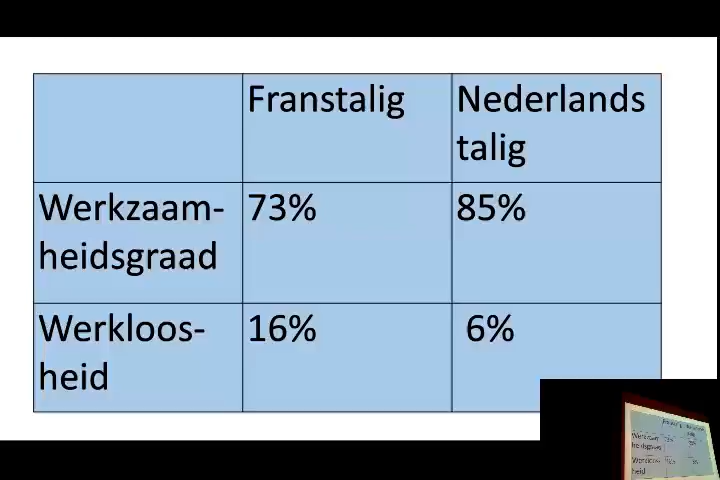 Franstalig
Nederlands
talig
Werkzaam-
heidsgraad
73%
85%
Werkloos-
heid
16%
6%